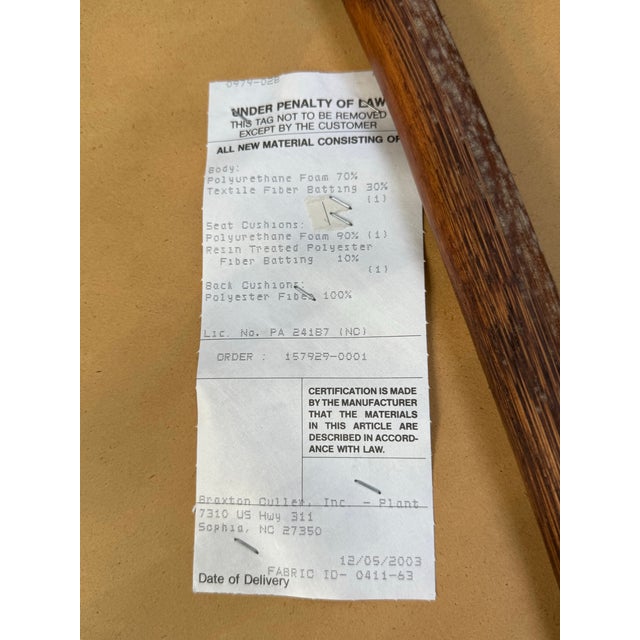 0974-02B
UNDER PENALTY OF LAW
THIS TAG NOT TO BE REMOVED
EXCEPT BY THE CUSTOMER
ALL NEW MATERIAL CONSISTING OF
Body:
Polyurethane Foam 70%
Textile Fiber Batting 30%
(1)
Seat Cushions:
Polyurethane Foam 90% (1)
Resin Treated Polyester
Fiber Batting 10%
(1)
Back Cushions:
Polyester Fiber 100%
Lic. No. PA 24187 (NC)
ORDER : 157929-0001
CERTIFICATION IS MADE
BY THE MANUFACTURER
THAT THE MATERIALS
IN THIS ARTICLE ARE
DESCRIBED IN ACCORD-
ANCE WITH LAW.
Braxton Culler, Inc. - Plant
7310 US Hwy 311
Sophia, NC 27350
12/05/2003
FABRIC ID- 0411-63
Date of Delivery